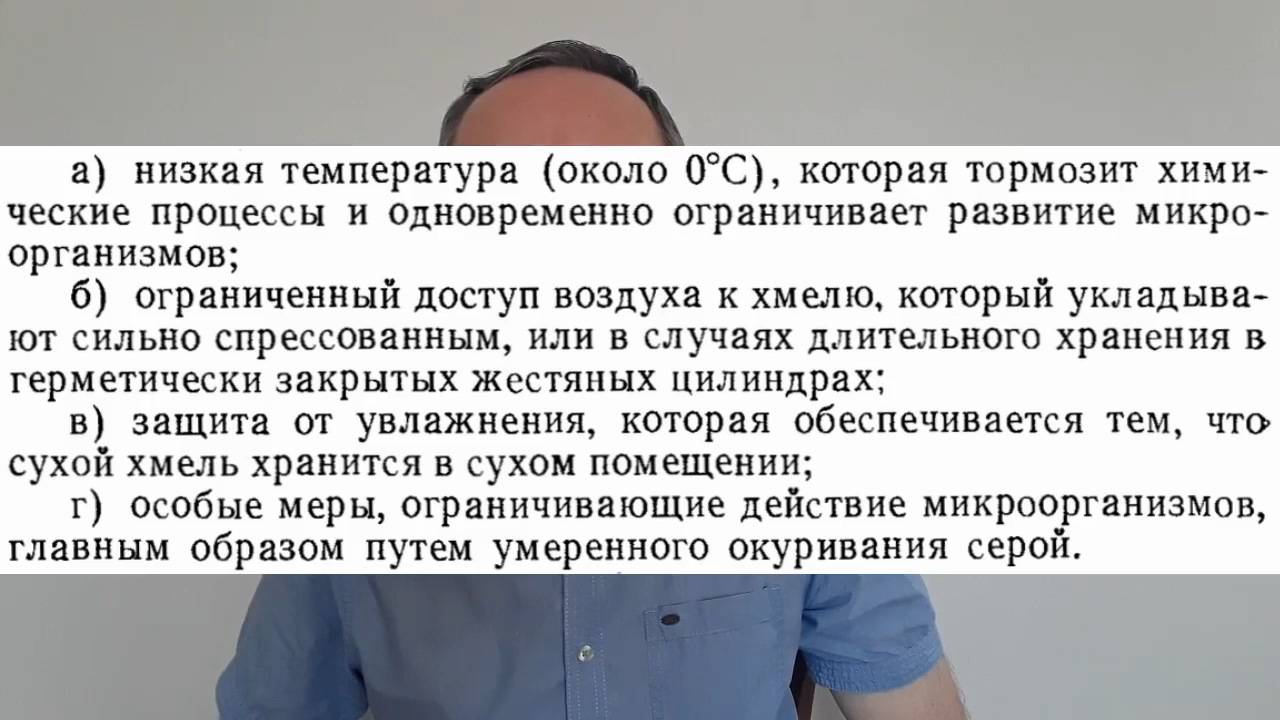 а) низкая температура (около 0°С), которая тормозит хими-
ческие процессы и одновременно ограничивает развитие микро-
организмов;
б) ограниченный доступ воздуха к хмелю, который укладыва-
ют сильно спрессованным, или в случаях длительного хранения в
герметически закрытых жестяных цилиндрах;
в) защита от увлажнения, которая обеспечивается тем, что
сухой хмель хранится в сухом помещении;
г) особые меры, ограничивающие действие микроорганизмов,
главным образом путем умеренного окуривания серой.